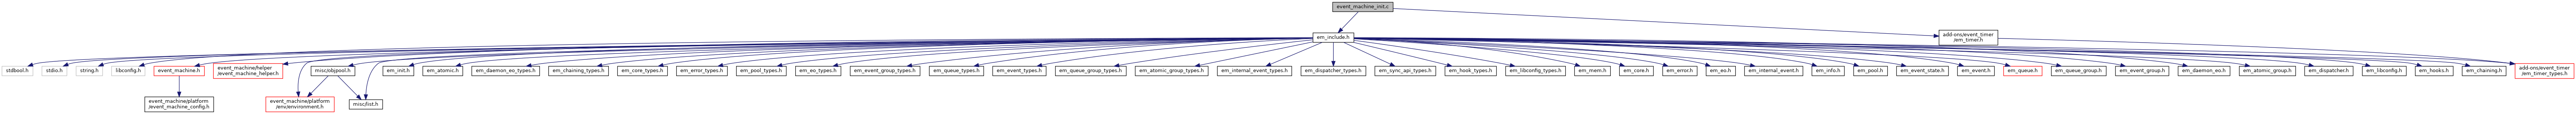 event_machine_init.c
em_include.h
add-ons/event_timer
/em_timer.h
stdbool.h
stdio.h
string.h
libconfig.h
event_machine.h
event_machine/helper
/event_machine_helper.h
misc/objpool.h
em_init.h
em_atomic.h
em_daemon_eo_types.h
em_chaining_types.h
em_core_types.h
em_error_types.h
em_pool_types.h
em_eo_types.h
em_event_group_types.h
em_queue_types.h
em_event_types.h
em_queue_group_types.h
em_atomic_group_types.h
em_internal_event_types.h
em_dispatcher_types.h
em_sync_api_types.h
em_hook_types.h
em_libconfig_types.h
em_mem.h
em_core.h
em_error.h
em_eo.h
em_internal_event.h
em_info.h
em_pool.h
em_event_state.h
em_event.h
em_queue.h
em_queue_group.h
em_event_group.h
em_daemon_eo.h
em_atomic_group.h
em_dispatcher.h
em_libconfig.h
em_hooks.h
em_chaining.h
add-ons/event_timer
/em_timer_types.h
event_machine/platform
/event_machine_config.h
event_machine/platform
/env/environment.h
misc/list.h